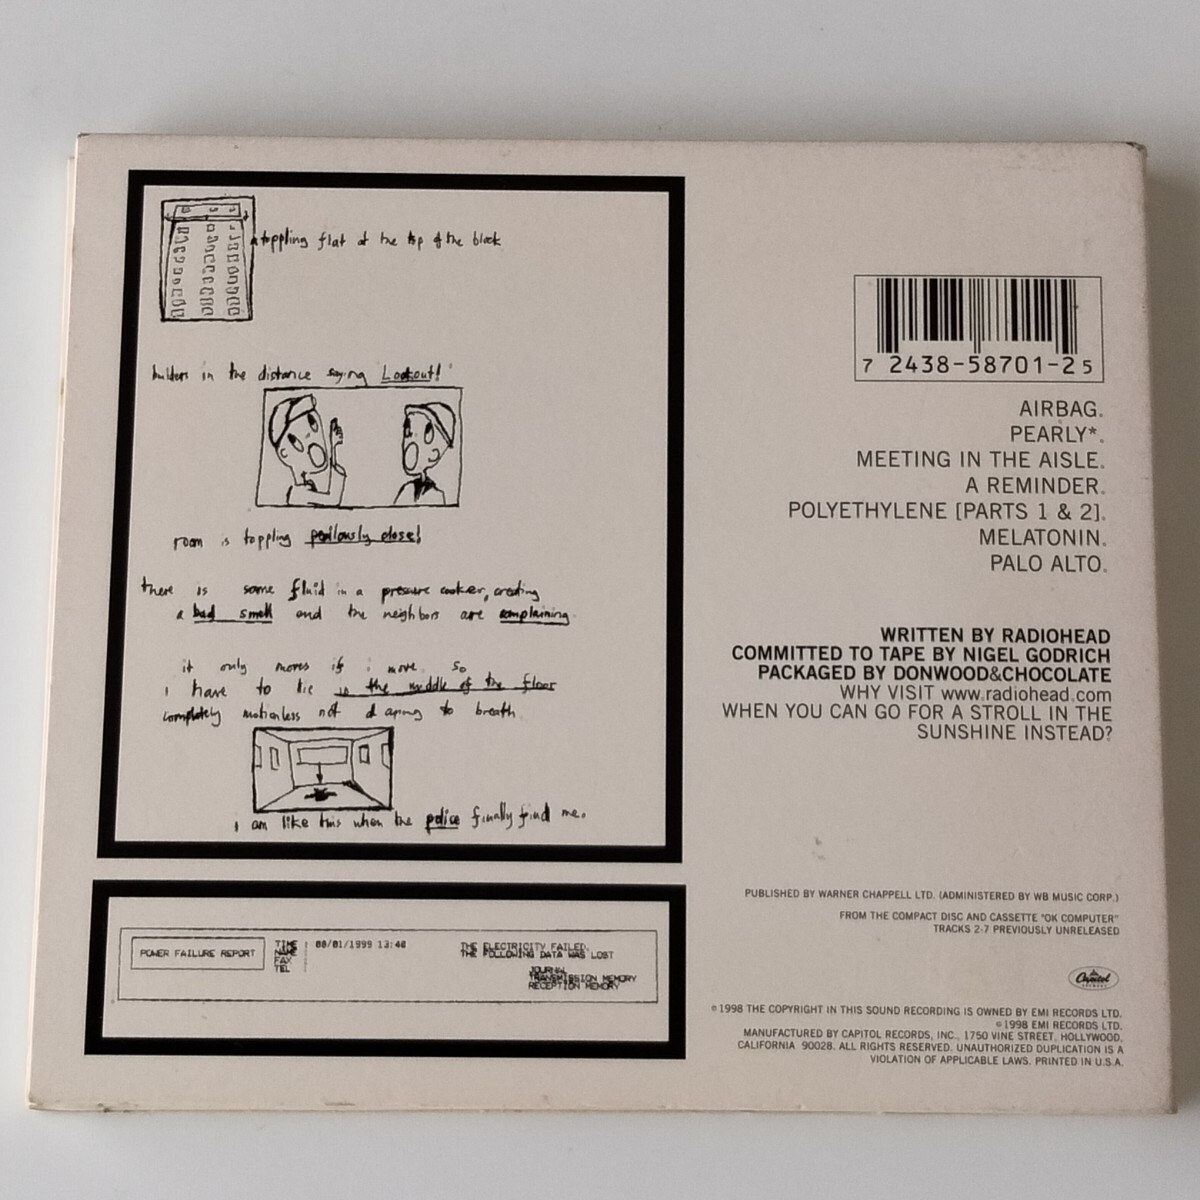 a toppling flat at the top of the block
builders in the distance saying Lookout!
room is toppling perilously close!
there is some fluid in a pressure cooker, creating
a bad smell and the neighbors are complaining
it only moves if i move so
i have to lie in the middle of the floor
completely motionless not daring to breath
i am like this when the police finally find me.
POWER FAILURE REPORT
TIME 00/01/1999 13:40
NAME
FAX
TEL
THE ELECTRICITY FAILED.
THE FOLLOWING DATA WAS LOST
JOURNAL
TRANSMISSION MEMORY
RECEPTION MEMORY
7 2438-58701-2 5
AIRBAG.
PEARLY*.
MEETING IN THE AISLE.
A REMINDER.
POLYETHYLENE [PARTS 1 & 2].
MELATONIN.
PALO ALTO.
WRITTEN BY RADIOHEAD
COMMITTED TO TAPE BY NIGEL GODRICH
PACKAGED BY DONWOOD&CHOCOLATE
WHY VISIT www.radiohead.com
WHEN YOU CAN GO FOR A STROLL IN THE
SUNSHINE INSTEAD?
PUBLISHED BY WARNER CHAPPELL LTD. (ADMINISTERED BY WB MUSIC CORP.)
FROM THE COMPACT DISC AND CASSETTE "OK COMPUTER"
TRACKS 2-7 PREVIOUSLY UNRELEASED
Capitol
℗1998 THE COPYRIGHT IN THIS SOUND RECORDING IS OWNED BY EMI RECORDS LTD.
©1998 EMI RECORDS LTD.
MANUFACTURED BY CAPITOL RECORDS, INC., 1750 VINE STREET, HOLLYWOOD,
CALIFORNIA 90028. ALL RIGHTS RESERVED. UNAUTHORIZED DUPLICATION IS A
VIOLATION OF APPLICABLE LAWS. PRINTED IN U.S.A.